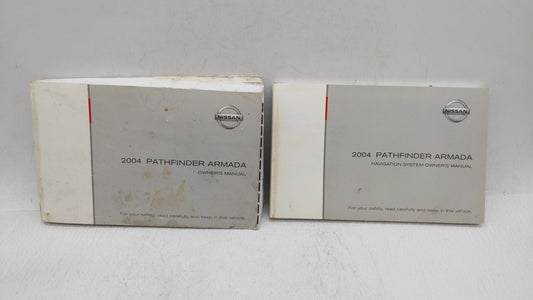 NISSAN
2004 PATHFINDER ARMADA
OWNER'S MANUAL
For your safety, read carefully and keep in this vehicle.
NISSAN
2004 PATHFINDER ARMADA
NAVIGATION SYSTEM OWNER'S MANUAL
For your safety, read carefully and keep in this vehicle.